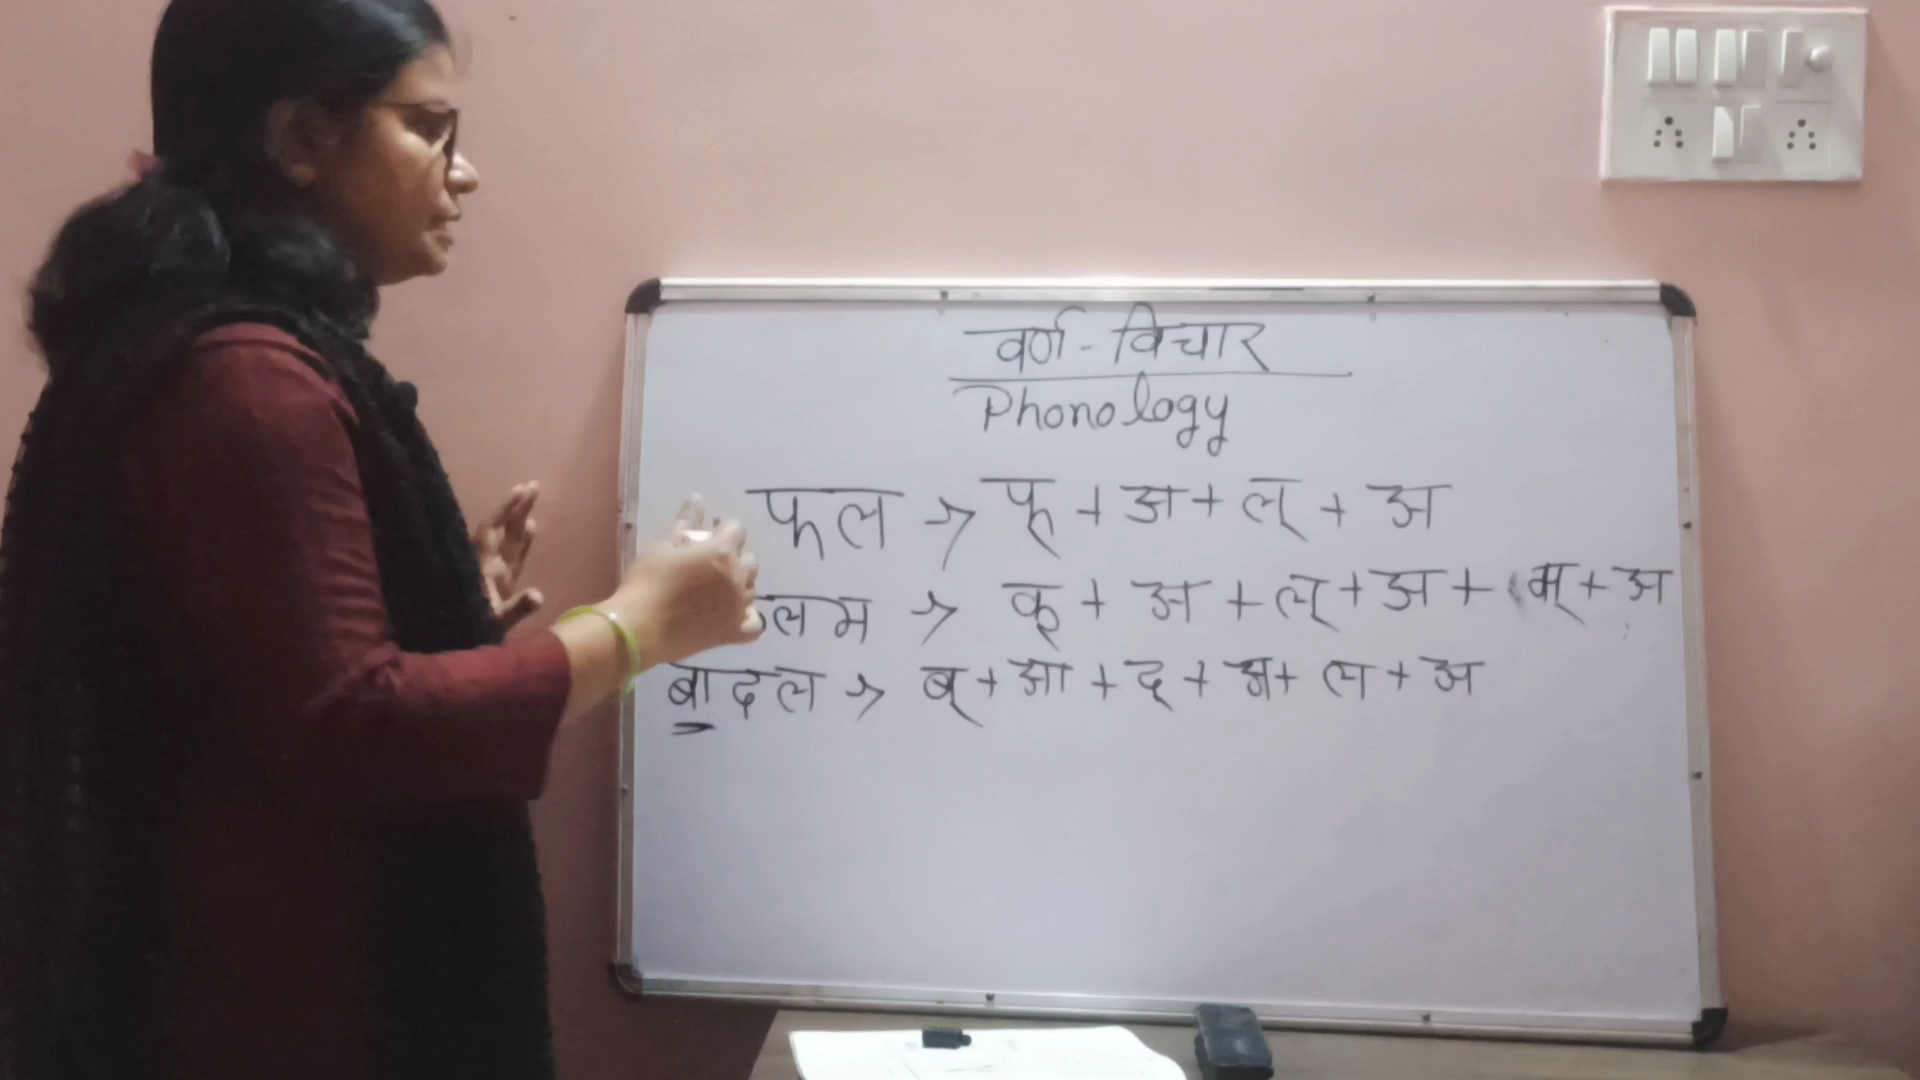 वर्ण-विचार
Phonology
फल → फ् + अ + ल् + अ
लम → क् + अ + ल् + अ + म् + अ
बादल → ब् + आ + द् + अ + ल + अ